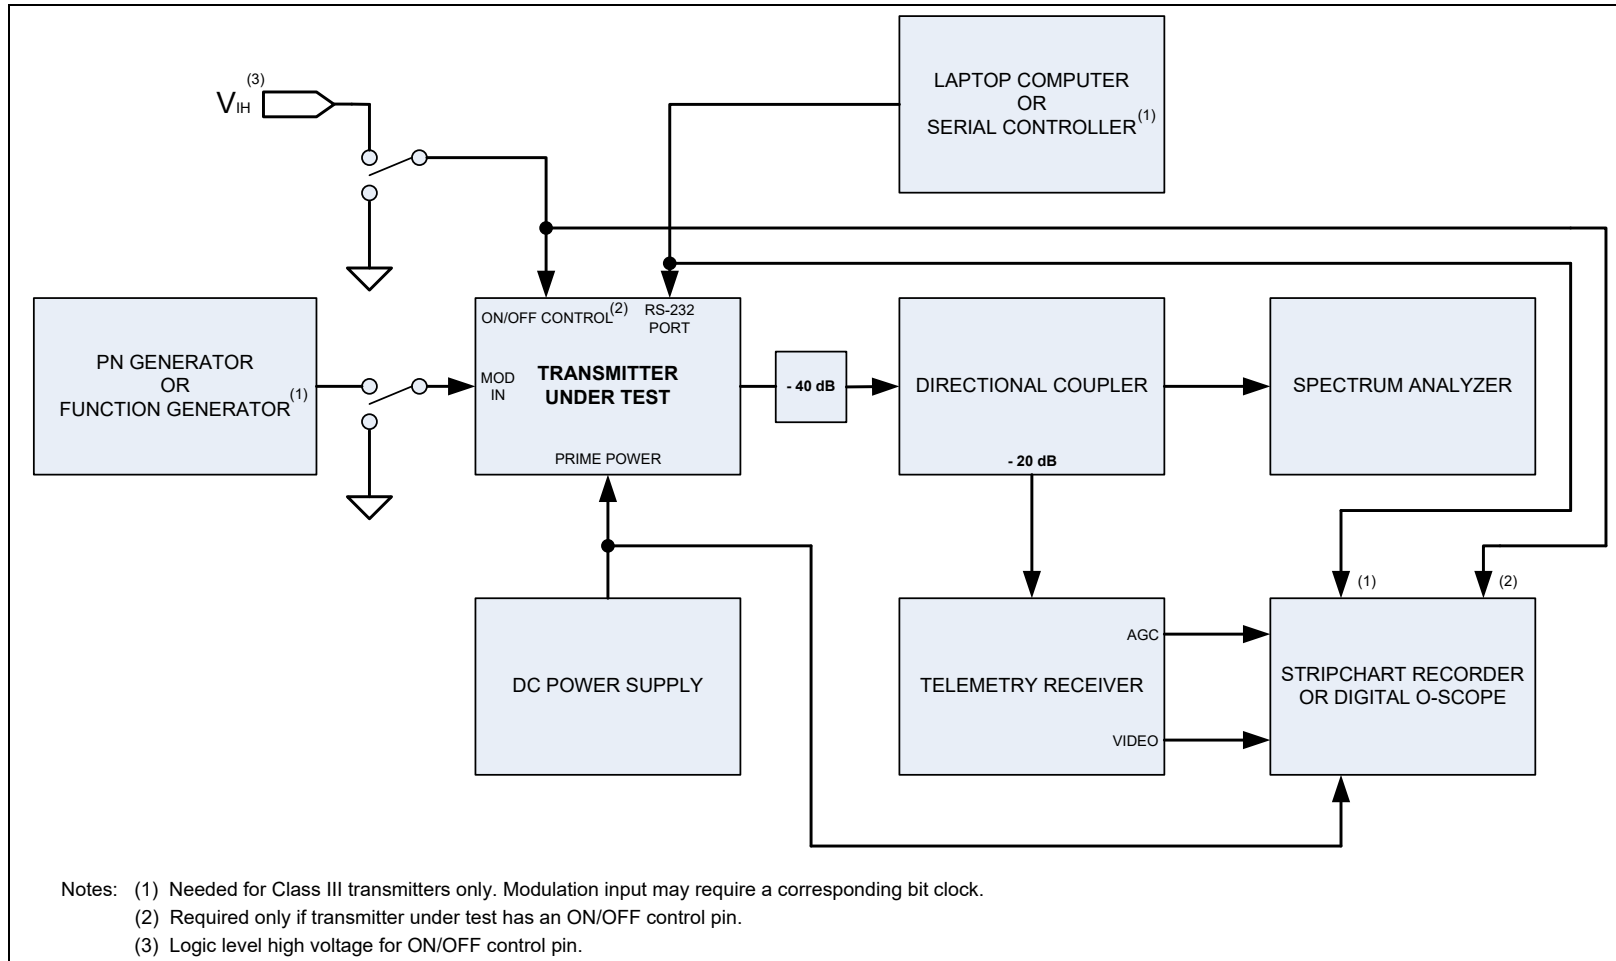 (3)
VIH
LAPTOP COMPUTER
OR
SERIAL CONTROLLER(1)
ON/OFF CONTROL(2)
RS-232
PORT
PN GENERATOR
OR
FUNCTION GENERATOR(1)
MOD
IN
TRANSMITTER
UNDER TEST
PRIME POWER
- 40 dB
DIRECTIONAL COUPLER
- 20 dB
SPECTRUM ANALYZER
(1)
(2)
DC POWER SUPPLY
AGC
TELEMETRY RECEIVER
VIDEO
STRIPCHART RECORDER
OR DIGITAL O-SCOPE
Notes: (1) Needed for Class III transmitters only. Modulation input may require a corresponding bit clock.
(2) Required only if transmitter under test has an ON/OFF control pin.
(3) Logic level high voltage for ON/OFF control pin.